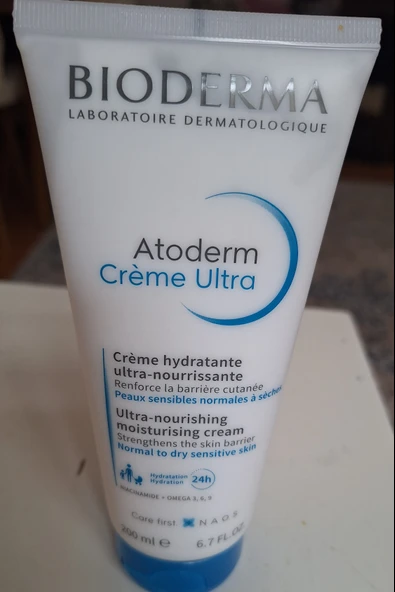 BIODERMA
LABORATOIRE DERMATOLOGIQUE
Atoderm
Crème Ultra
Crème hydratante
ultra-nourrissante
Renforce la barrière cutanée
Peaux sensibles normales à sèches
Ultra-nourishing
moisturising cream
Strengthens the skin barrier
Normal to dry sensitive skin
Hydratation
Hydration
24h
NIACINAMIDE + OMEGA 3, 6, 9
Care first
NAOS
200 ml
6.7 FL.OZ